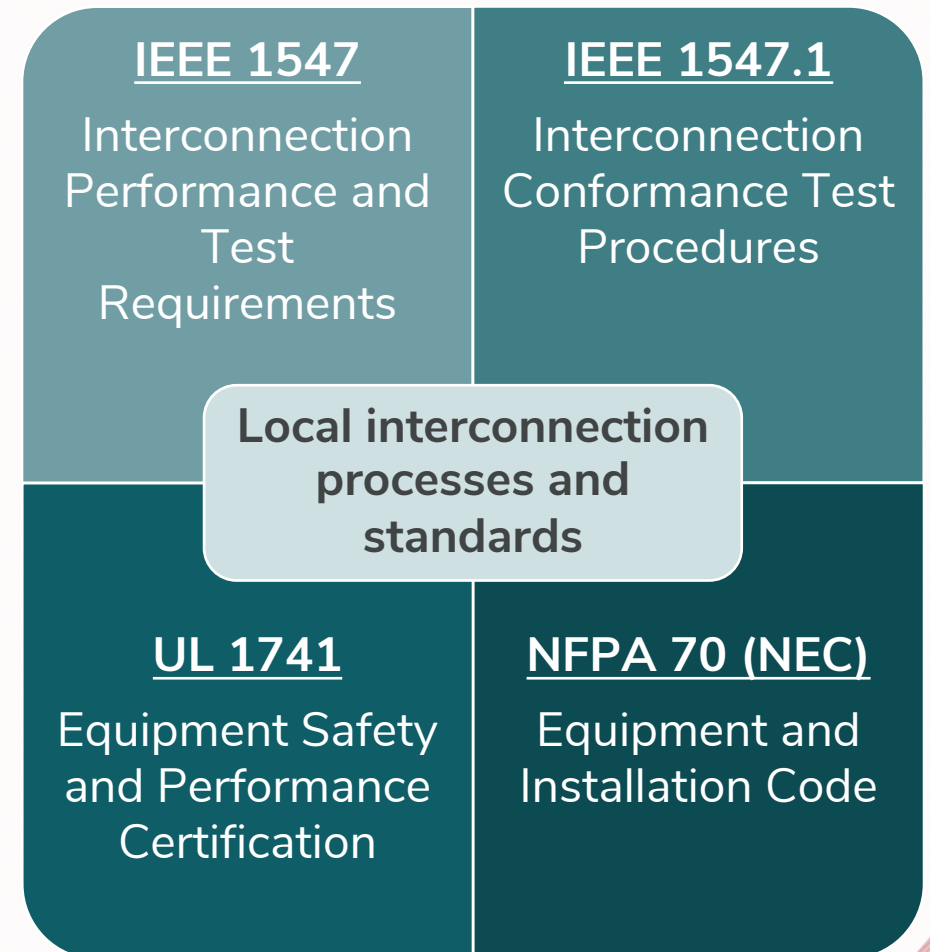 IEEE 1547
Interconnection
Performance and
Test
Requirements
IEEE 1547.1
Interconnection
Conformance Test
Procedures
Local interconnection
processes and
standards
UL 1741
Equipment Safety
and Performance
Certification
NFPA 70 (NEC)
Equipment and
Installation Code